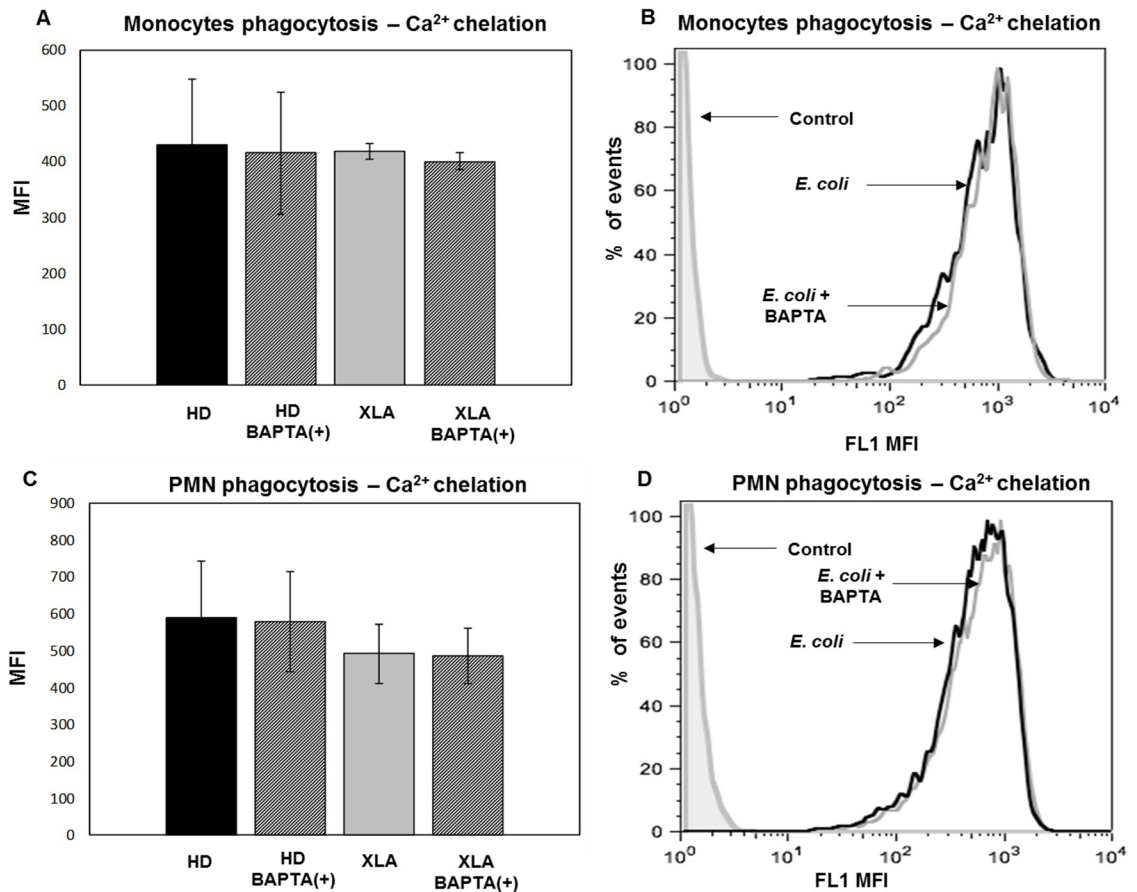 A
Monocytes phagocytosis – Ca2+ chelation
600
500
400
300
200
100
0
MFI
HD
HD
BAPTA(+)
XLA
XLA
BAPTA(+)
B
Monocytes phagocytosis – Ca2+ chelation
100
80
60
40
20
0
% of events
Control
E. coli
E. coli +
BAPTA
100
101
102
103
104
FL1 MFI
C
PMN phagocytosis – Ca2+ chelation
900
800
700
600
500
400
300
200
100
0
MFI
HD
HD
BAPTA(+)
XLA
XLA
BAPTA(+)
D
PMN phagocytosis – Ca2+ chelation
100
80
60
40
20
0
% of events
Control
E. coli +
BAPTA
E. coli
100
101
102
103
104
FL1 MFI